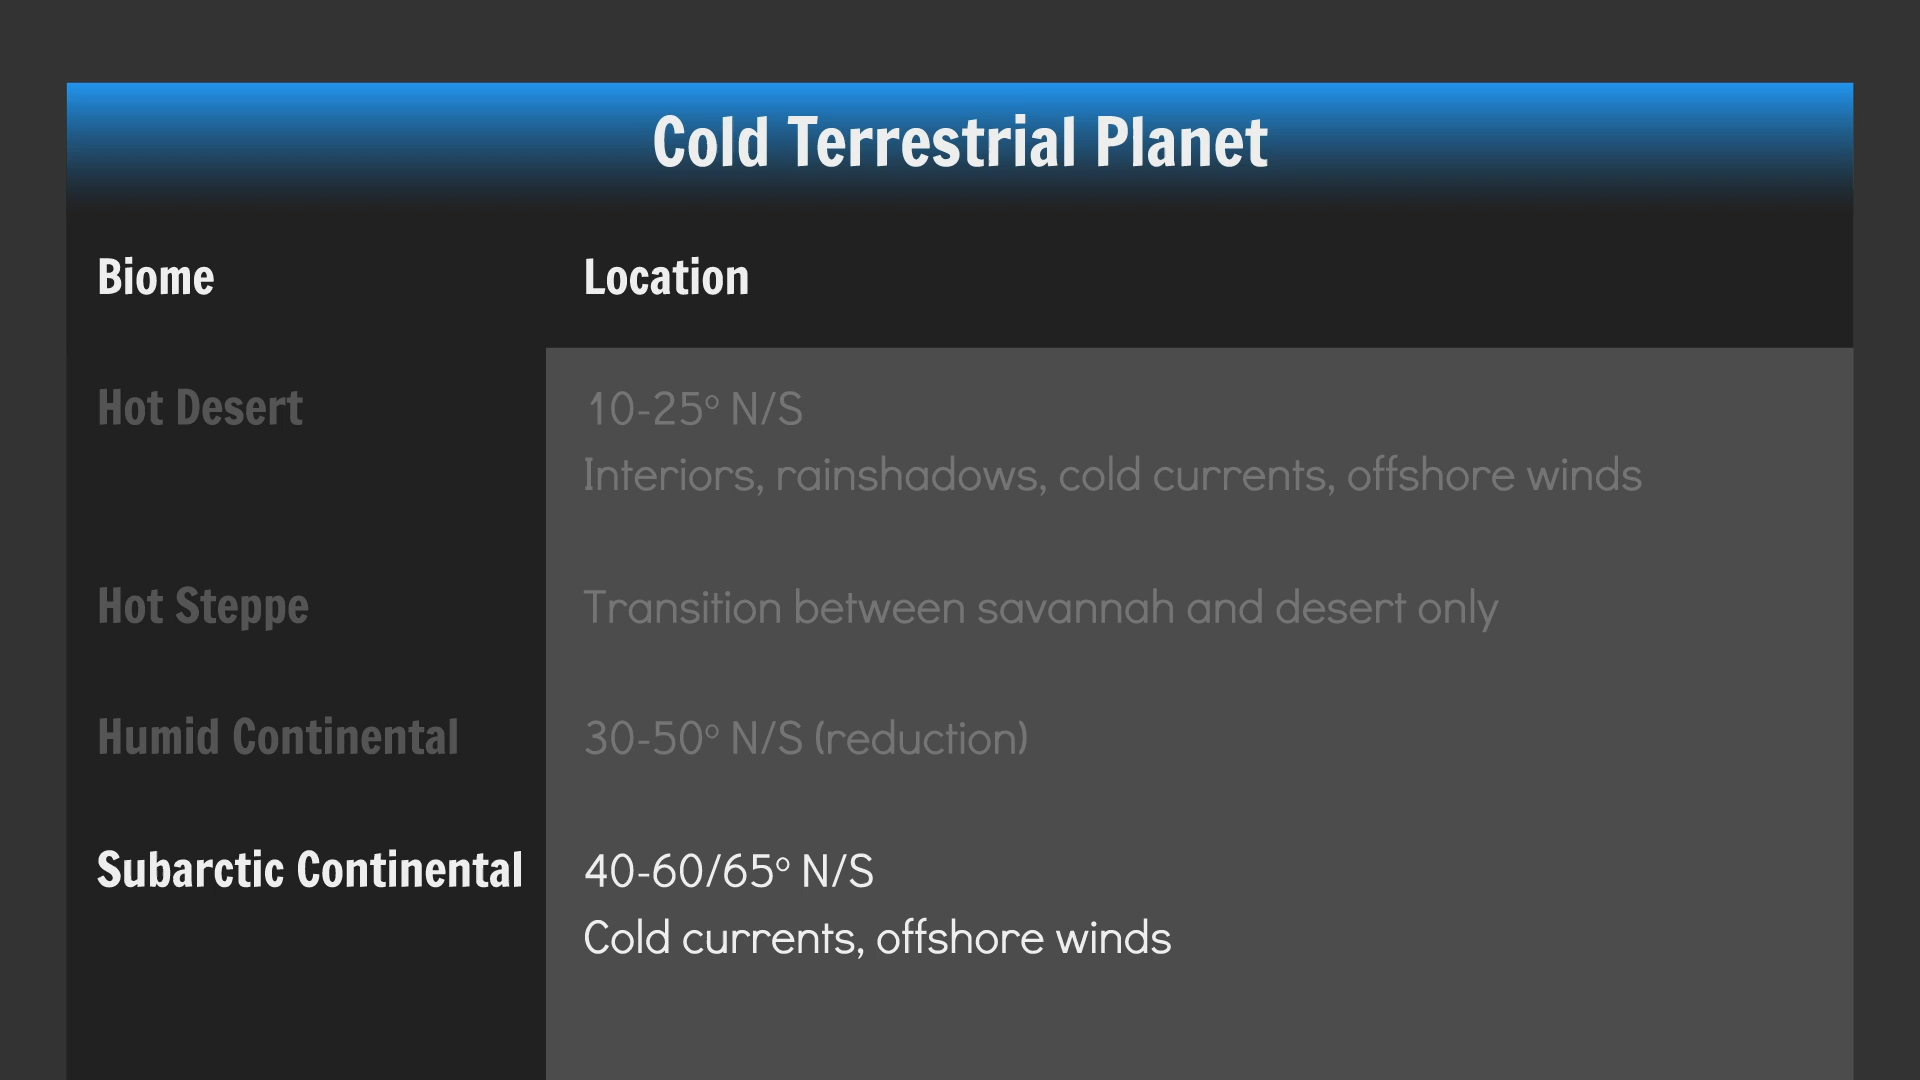 Cold Terrestrial Planet
Biome Location
Hot Desert 10-25° N/S
Interiors, rainshadows, cold currents, offshore winds
Hot Steppe Transition between savannah and desert only
Humid Continental 30-50° N/S (reduction)
Subarctic Continental 40-60/65° N/S
Cold currents, offshore winds